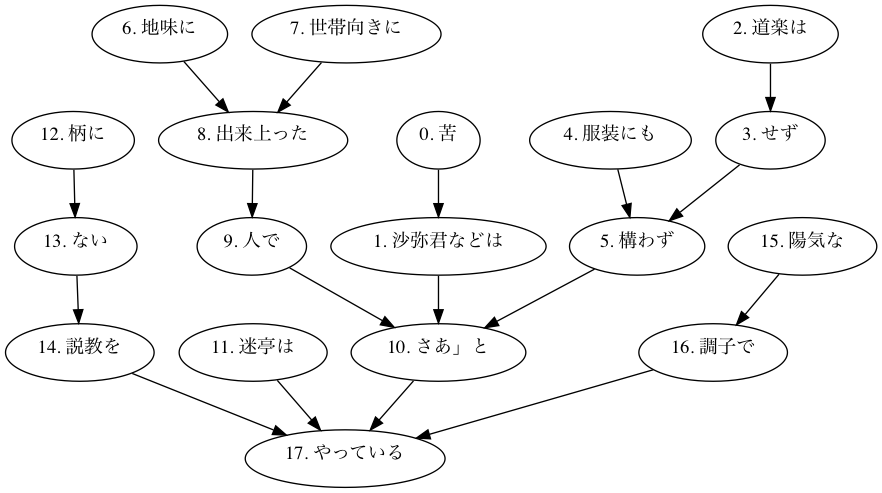 6. 地味に 7. 世帯向きに 2. 道楽は
12. 柄に 8. 出来上った 0. 苦 4. 服装にも 3. せず
13. ない 9. 人で 1. 沙弥君などは 5. 構わず 15. 陽気な
14. 説教を 11. 迷亭は 10. さあ」と 16. 調子で
17. やっている